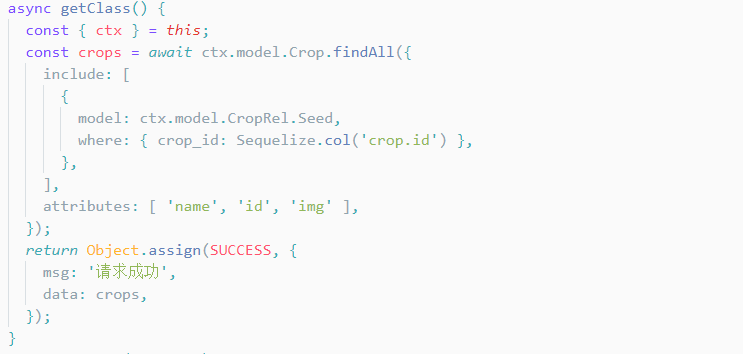 async getClass() {
const { ctx } = this;
const crops = await ctx.model.Crop.findAll({
include: [
{
model: ctx.model.CropRel.Seed,
where: { crop_id: Sequelize.col('crop.id') },
},
],
attributes: [ 'name', 'id', 'img' ],
});
return Object.assign(SUCCESS, {
msg: '请求成功',
data: crops,
});
}